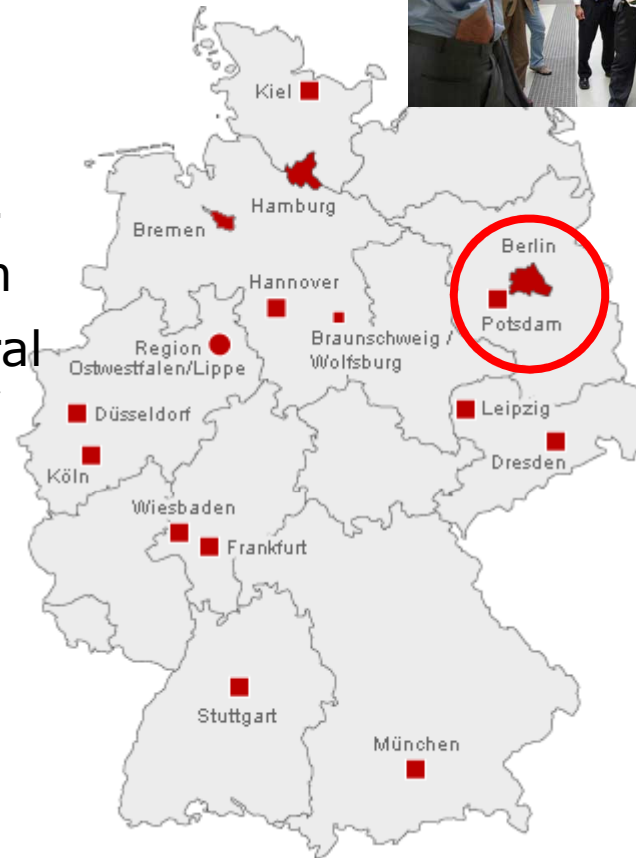 Kiel
Hamburg
Bremen
Berlin
Hannover
Potsdam
Braunschweig /
Wolfsburg
Region
Ostwestfalen/Lippe
Düsseldorf
Leipzig
Köln
Dresden
Wiesbaden
Frankfurt
Stuttgart
München